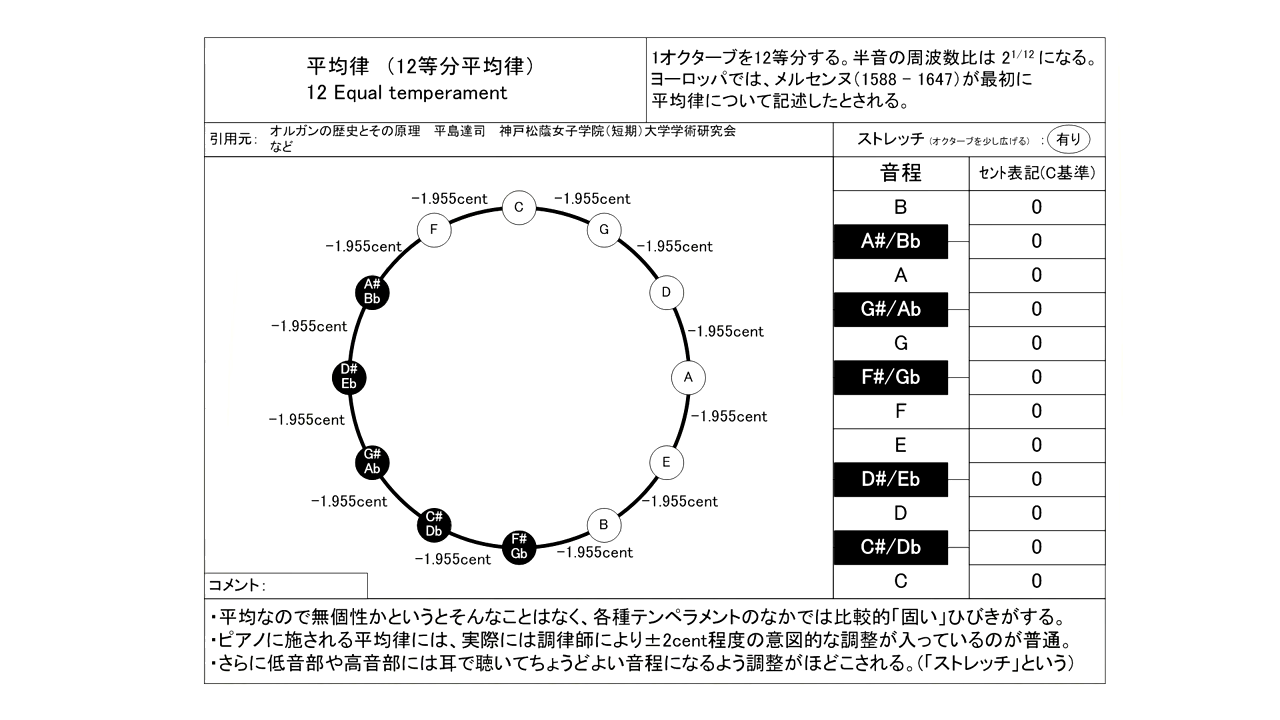 平均律 （12等分平均律）
12 Equal temperament
1オクターブを12等分する。半音の周波数比は 2^1/12 になる。
ヨーロッパでは、メルセンヌ（1588 - 1647）が最初に
平均律について記述したとされる。
引用元:
オルガンの歴史とその原理　平島達司　神戸松蔭女子学院（短期）大学学術研究会
など
ストレッチ （オクターブを少し広げる） : 有り
-1.955cent
C
-1.955cent
F
G
-1.955cent
-1.955cent
A#
Bb
D
-1.955cent
-1.955cent
D#
Eb
A
-1.955cent
-1.955cent
G#
Ab
E
-1.955cent
-1.955cent
C#
Db
B
F#
Gb
-1.955cent
-1.955cent
音程 セント表記（C基準）
B 0
A#/Bb 0
A 0
G#/Ab 0
G 0
F#/Gb 0
F 0
E 0
D#/Eb 0
D 0
C#/Db 0
C 0
コメント:
・平均なので無個性かというとそんなことはなく、各種テンペラメントのなかでは比較的「固い」ひびきがする。
・ピアノに施される平均律には、実際には調律師により±2cent程度の意図的な調整が入っているのが普通。
・さらに低音部や高音部には耳で聴いてちょうどよい音程になるよう調整がほどこされる。（「ストレッチ」という）